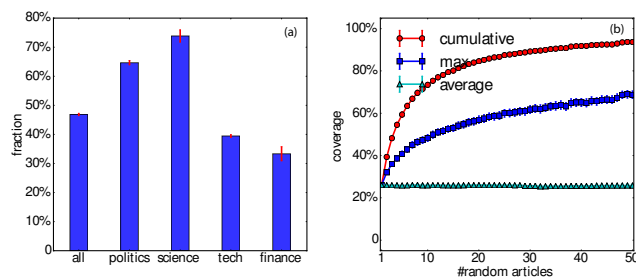 80%
70%
60%
50%
40%
30%
20%
10%
0
fraction
(a)
all politics science tech finance
100%
80%
60%
40%
20%
0
coverage
(b)
cumulative
max
average
1 10 20 30 40 50
#random articles